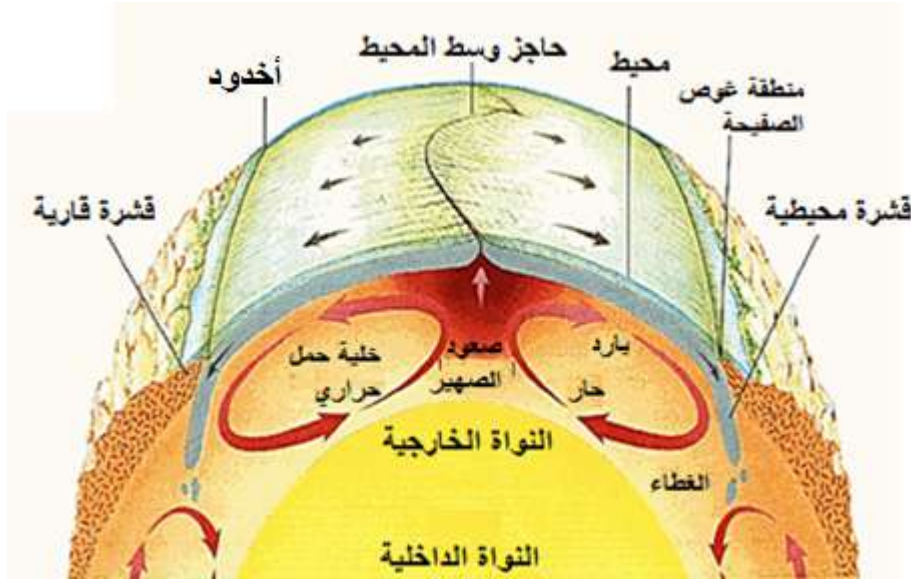 حاجز وسط المحيط
محيط
أخدود
منطقة غوص
الصفيحة
قشرة قارية
قشرة محيطية
خلية حمل
حراري
صعود
الصهير
بارد
حار
النواة الخارجية
الغطاء
النواة الداخلية